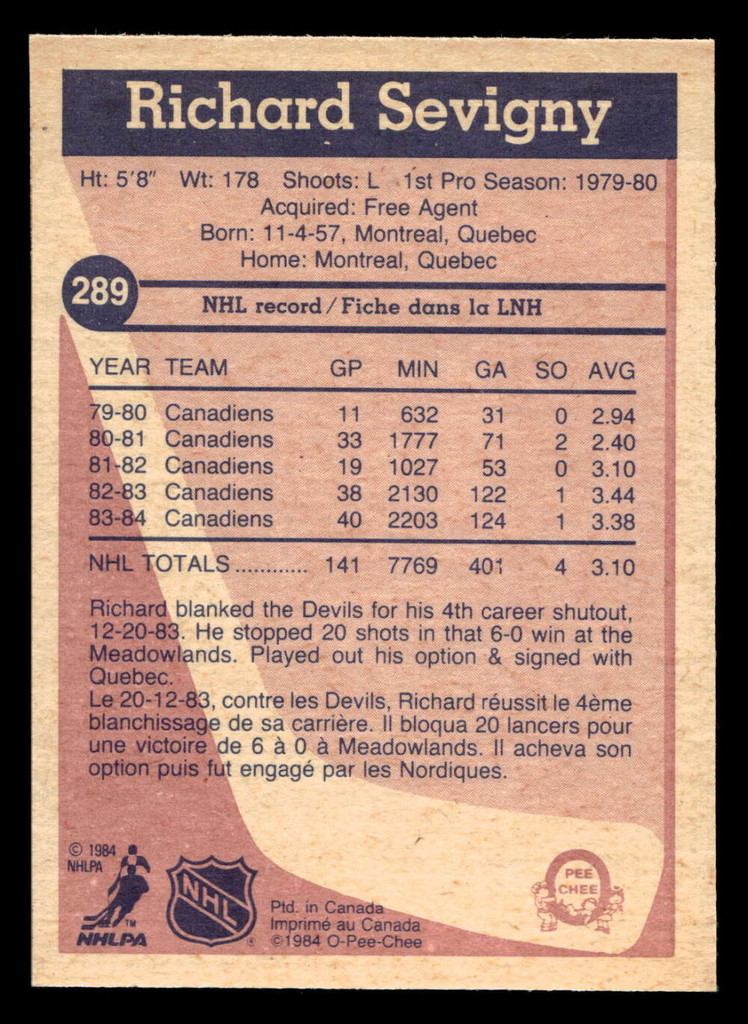 Richard Sevigny
Ht: 5'8" Wt: 178 Shoots: L 1st Pro Season: 1979-80
Acquired: Free Agent
Born: 11-4-57, Montreal, Quebec
Home: Montreal, Quebec
289
NHL record/Fiche dans la LNH
YEAR TEAM GP MIN GA SO AVG
79-80 Canadiens 11 632 31 0 2.94
80-81 Canadiens 33 1777 71 2 2.40
81-82 Canadiens 19 1027 53 0 3.10
82-83 Canadiens 38 2130 122 1 3.44
83-84 Canadiens 40 2203 124 1 3.38
NHL TOTALS ............ 141 7769 401 4 3.10
Richard blanked the Devils for his 4th career shutout,
12-20-83. He stopped 20 shots in that 6-0 win at the
Meadowlands. Played out his option & signed with
Quebec.
Le 20-12-83, contre les Devils, Richard réussit le 4ème
blanchissage de sa carrière. Il bloqua 20 lancers pour
une victoire de 6 à 0 à Meadowlands. Il acheva son
option puis fut engagé par les Nordiques.
© 1984
NHLPA
TM
NHLPA
NHL
®
Ptd. in Canada
Imprimé au Canada
©1984 O-Pee-Chee
PEE
CHEE